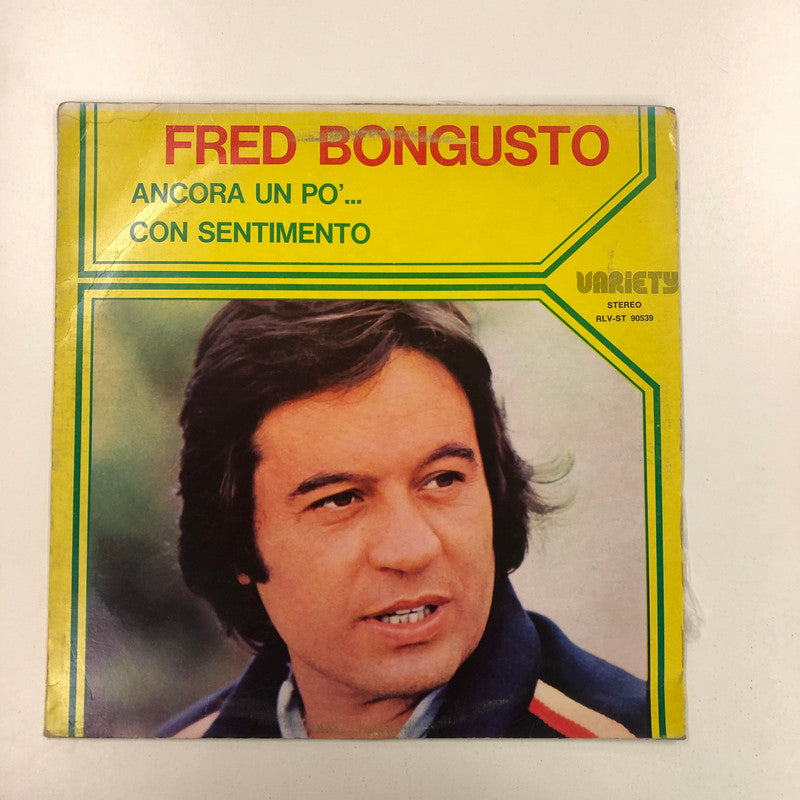 FRED BONGUSTO
ANCORA UN PO'...
CON SENTIMENTO
VARIETY
STEREO
RLV-ST 90539